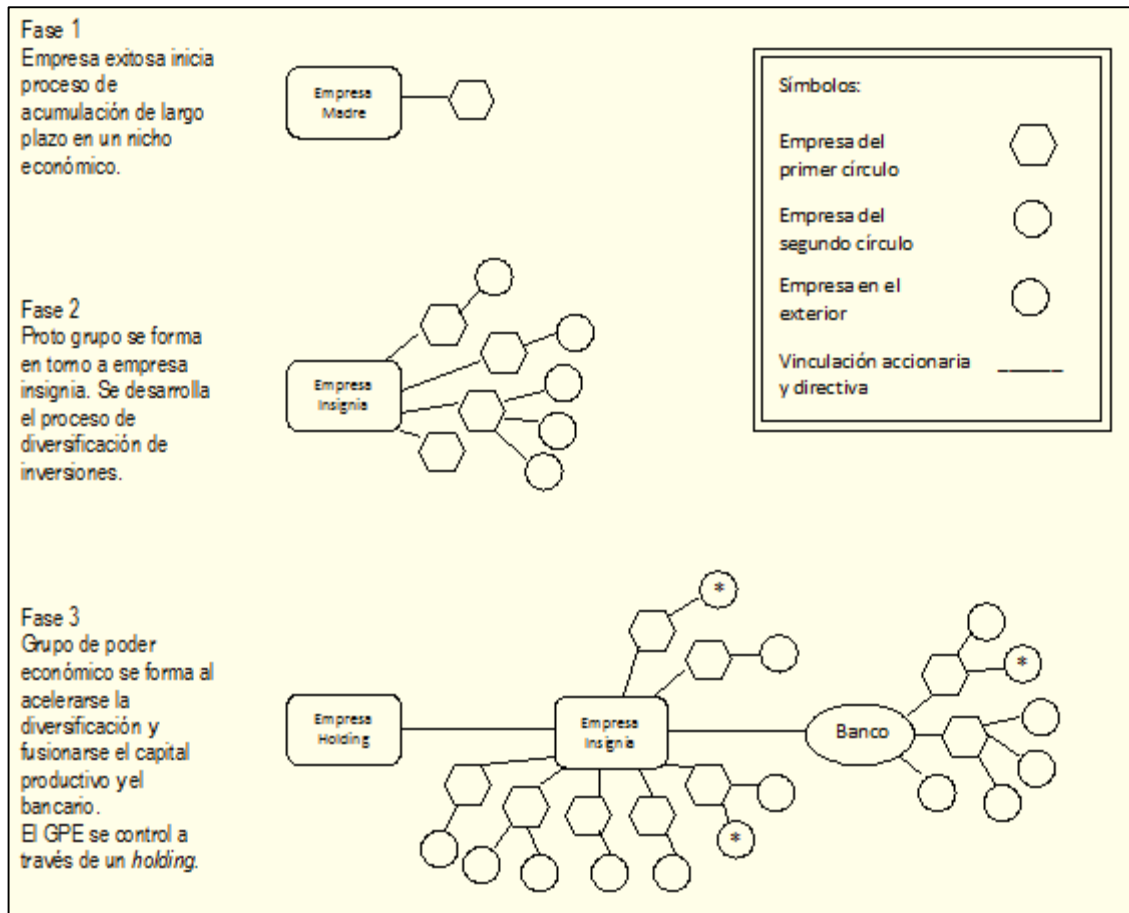 Fase 1
Empresa exitosa inicia
proceso de
acumulación de largo
plazo en un nicho
económico.
Empresa
Madre
Símbolos:
Empresa del
primer círculo
Empresa del
segundo círculo
Empresa en el
exterior
Vinculación accionaria
y directiva
Fase 2
Proto grupo se forma
en torno a empresa
insignia. Se desarrolla
el proceso de
diversificación de
inversiones.
Empresa
Insignia
Fase 3
Grupo de poder
económico se forma al
acelerarse la
diversificación y
fusionarse el capital
productivo y el
bancario.
El GPE se control a
través de un holding.
Empresa
Holding
Empresa
Insignia
Banco
*
*
*